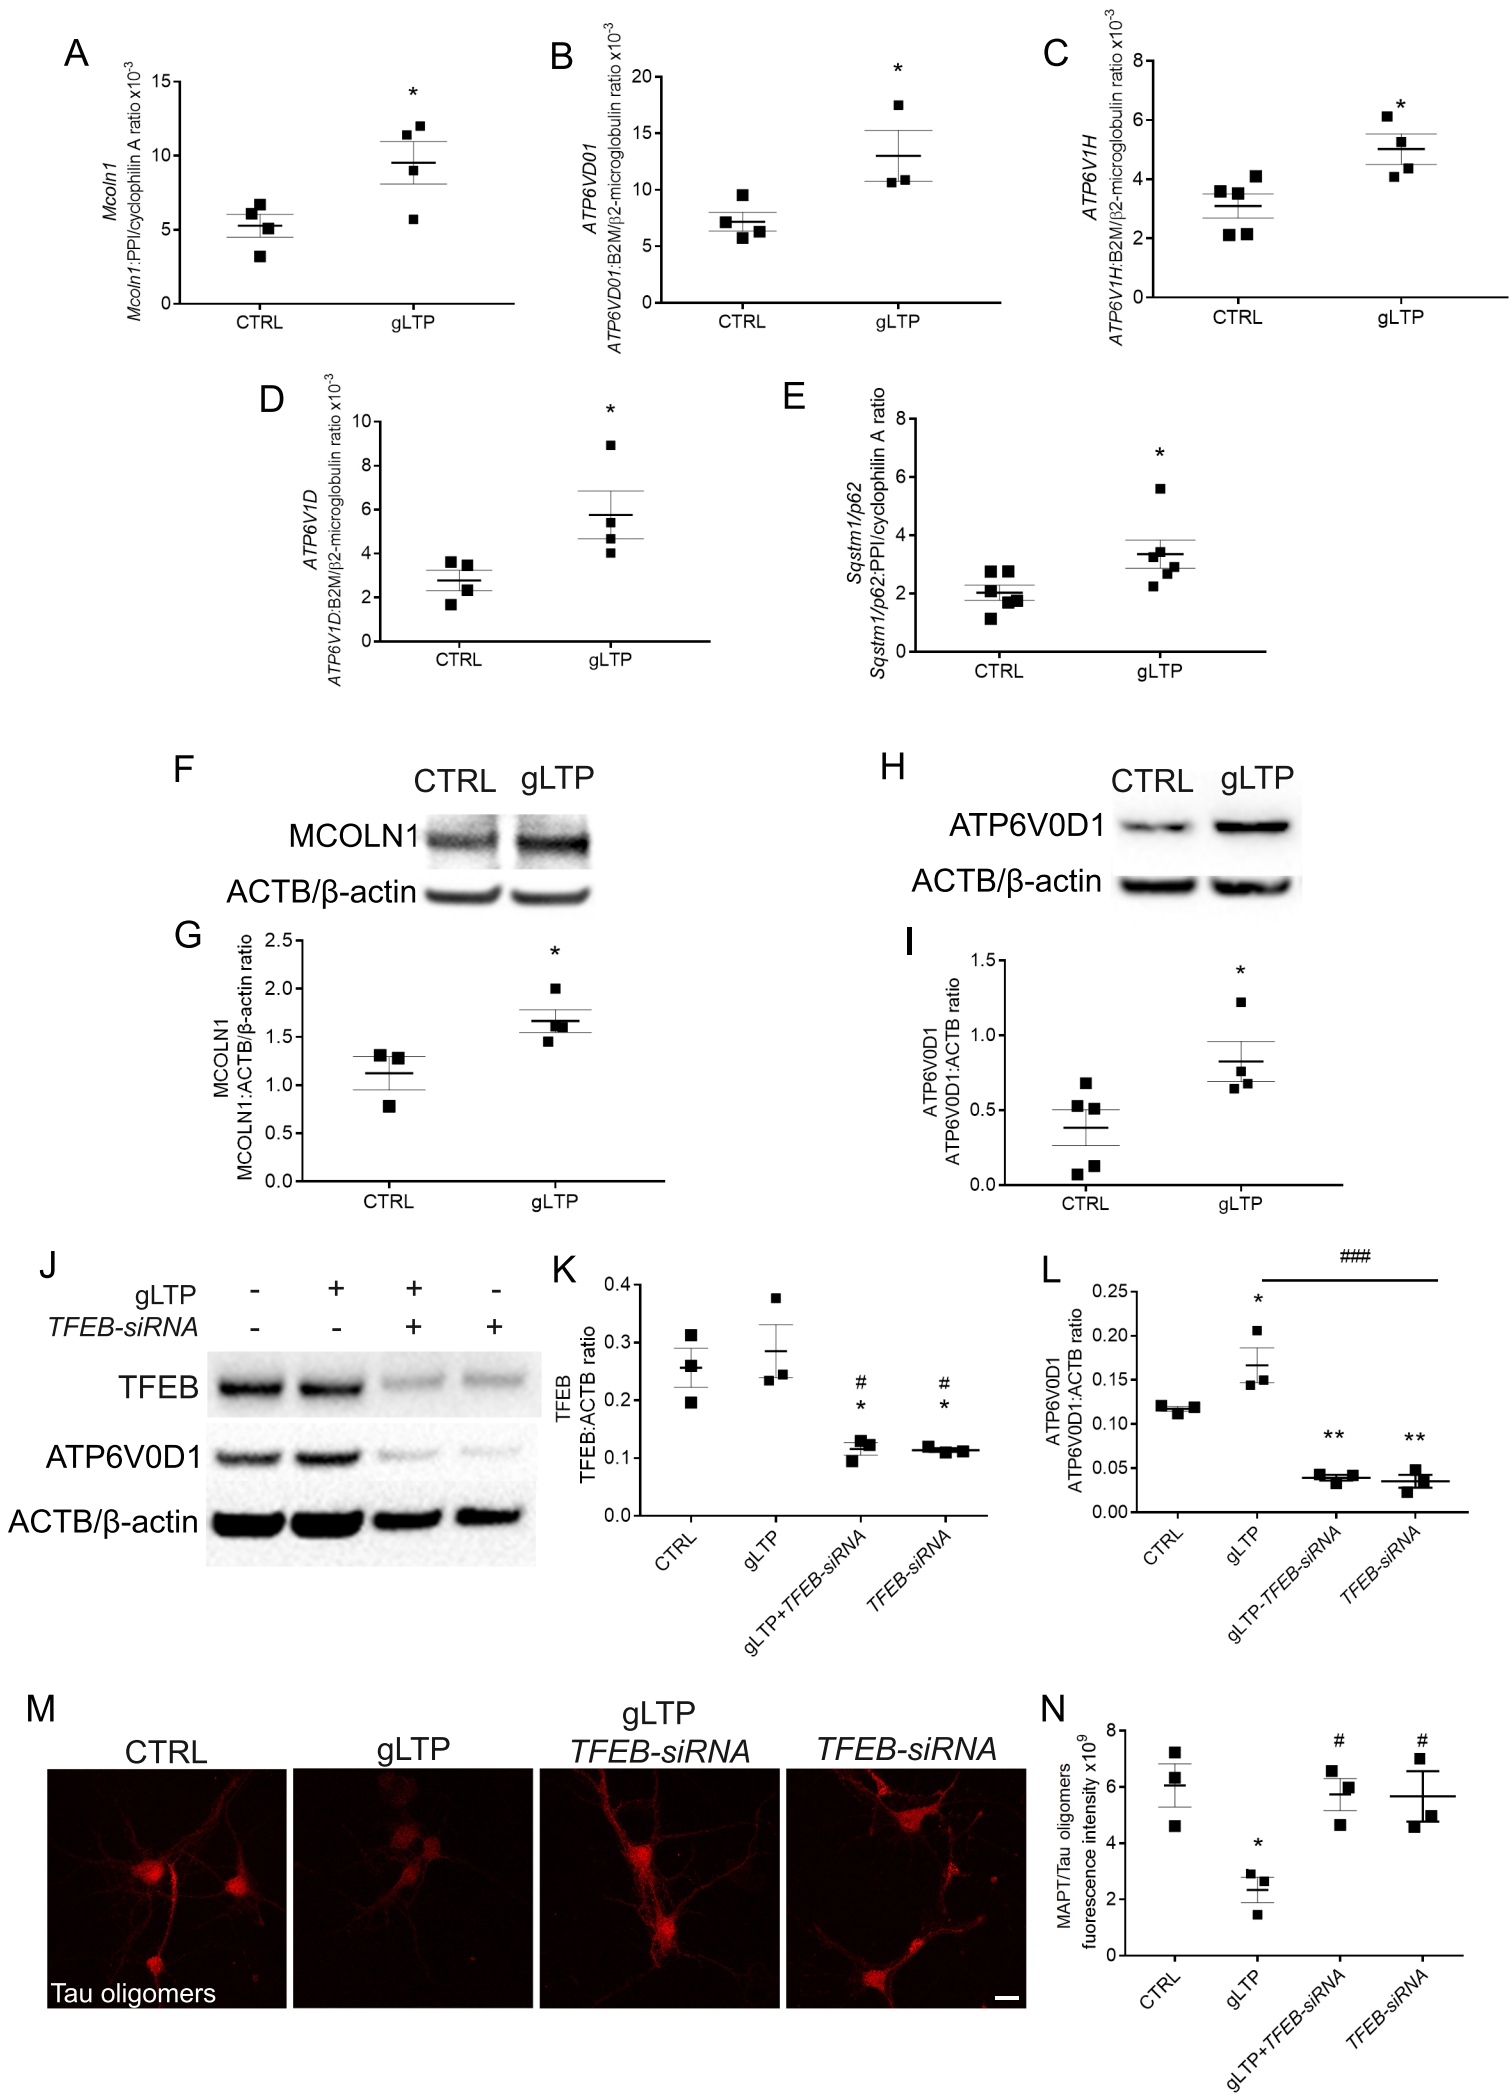 A
Mcoln1
Mcoln1:PPI/cyclophilin A ratio x10-3
15
10
5
0
*
CTRL
gLTP
B
ATP6VD01
ATP6VD01:B2M/β2-microglobulin ratio x10-3
20
15
10
5
0
*
CTRL
gLTP
C
ATP6V1H
ATP6V1H:B2M/β2-microglobulin ratio x10-3
8
6
4
2
0
*
CTRL
gLTP
D
ATP6V1D
ATP6V1D:B2M/β2-microglobulin ratio x10-3
10
8
6
4
2
0
*
CTRL
gLTP
E
Sqstm1/p62
Sqstm1/p62:PPI/cyclophilin A ratio
8
6
4
2
0
*
CTRL
gLTP
F
CTRL gLTP
MCOLN1
ACTB/β-actin
G
MCOLN1
MCOLN1:ACTB/β-actin ratio
2.5
2.0
1.5
1.0
0.5
0.0
*
CTRL
gLTP
H
CTRL gLTP
ATP6V0D1
ACTB/β-actin
I
ATP6V0D1
ATP6V0D1:ACTB ratio
1.5
1.0
0.5
0.0
*
CTRL
gLTP
J
gLTP - + + -
TFEB-siRNA - - + +
TFEB
ATP6V0D1
ACTB/β-actin
K
TFEB
TFEB:ACTB ratio
0.4
0.3
0.2
0.1
0.0
# #
* *
CTRL
gLTP
gLTP+TFEB-siRNA
TFEB-siRNA
L
ATP6V0D1
ATP6V0D1:ACTB ratio
0.25
0.20
0.15
0.10
0.05
0.00
###
*
** **
CTRL
gLTP
gLTP-TFEB-siRNA
TFEB-siRNA
M
CTRL
gLTP
gLTP
TFEB-siRNA
TFEB-siRNA
Tau oligomers
N
MAPT/Tau oligomers
fuorescence intensity x109
8
6
4
2
0
# #
*
CTRL
gLTP
gLTP+TFEB-siRNA
TFEB-siRNA